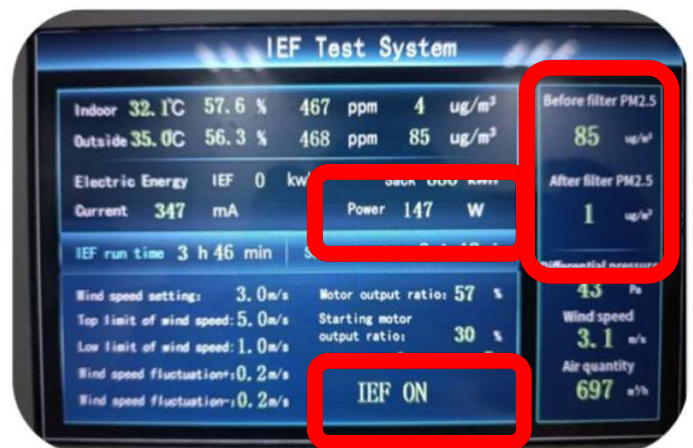 IEF Test System
Indoor 32.1℃ 57.6 % 467 ppm 4 ug/m³
Outside 35.0℃ 56.3 % 468 ppm 85 ug/m³
Electric Energy IEF 0
Current 347 mA Power 147 W
IEF run time 3 h 46 min
Wind speed setting: 3.0m/s Motor output ratio: 57 %
Top limit of wind speed: 5.0m/s Starting motor
output ratio: 30 %
Low limit of wind speed: 1.0m/s
Wind speed fluctuation+: 0.2m/s
Wind speed fluctuation-: 0.2m/s
IEF ON
Before filter PM2.5
85 ug/m³
After filter PM2.5
1 ug/m³
Differential pressure
43 Pa
Wind speed
3.1 m/s
Air quantity
697 m³/h